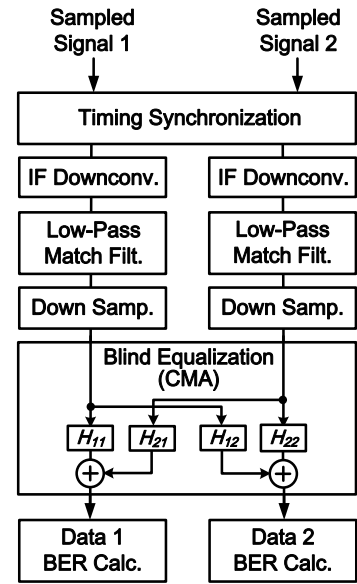 Sampled
Signal 1
Sampled
Signal 2
Timing Synchronization
IF Downconv.
IF Downconv.
Low-Pass
Match Filt.
Low-Pass
Match Filt.
Down Samp.
Down Samp.
Blind Equalization
(CMA)
H11
H21
H12
H22
+
+
Data 1
BER Calc.
Data 2
BER Calc.